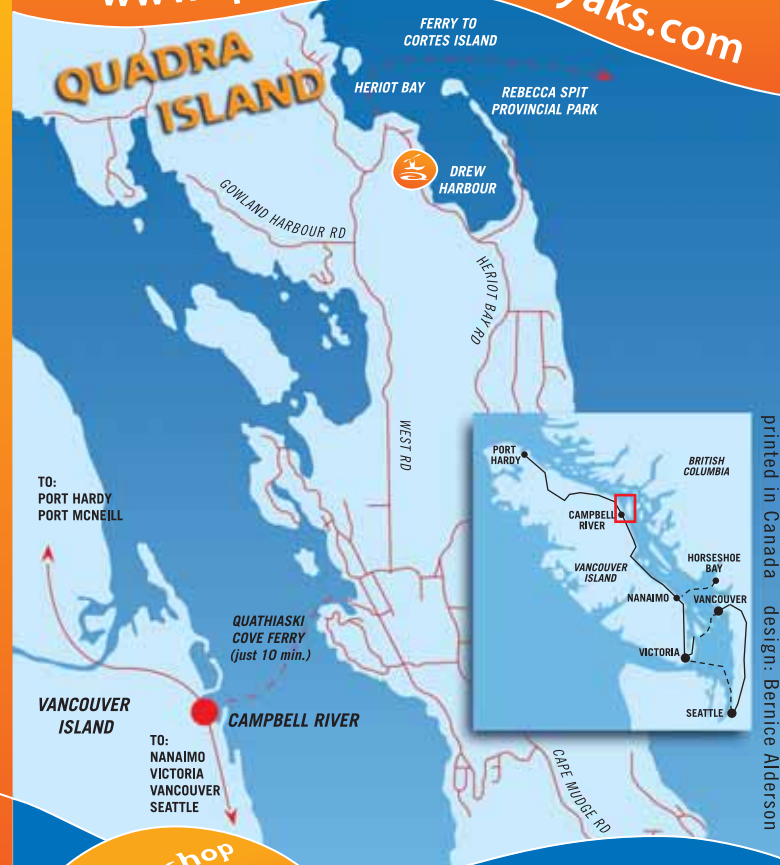 yaks.com
QUADRA
ISLAND
FERRY TO
CORTES ISLAND
HERIOT BAY
REBECCA SPIT
PROVINCIAL PARK
DREW
HARBOUR
GOWLAND HARBOUR RD
HERIOT BAY RD
WEST RD
TO:
PORT HARDY
PORT MCNEILL
QUATHIASKI
COVE FERRY
(just 10 min.)
VANCOUVER
ISLAND
CAMPBELL RIVER
TO:
NANAIMO
VICTORIA
VANCOUVER
SEATTLE
CAPE MUDGE RD
PORT
HARDY
BRITISH
COLUMBIA
CAMPBELL
RIVER
VANCOUVER
ISLAND
HORSESHOE
BAY
NANAIMO
VANCOUVER
VICTORIA
SEATTLE
printed in Canada design: Bernice Alderson
shop